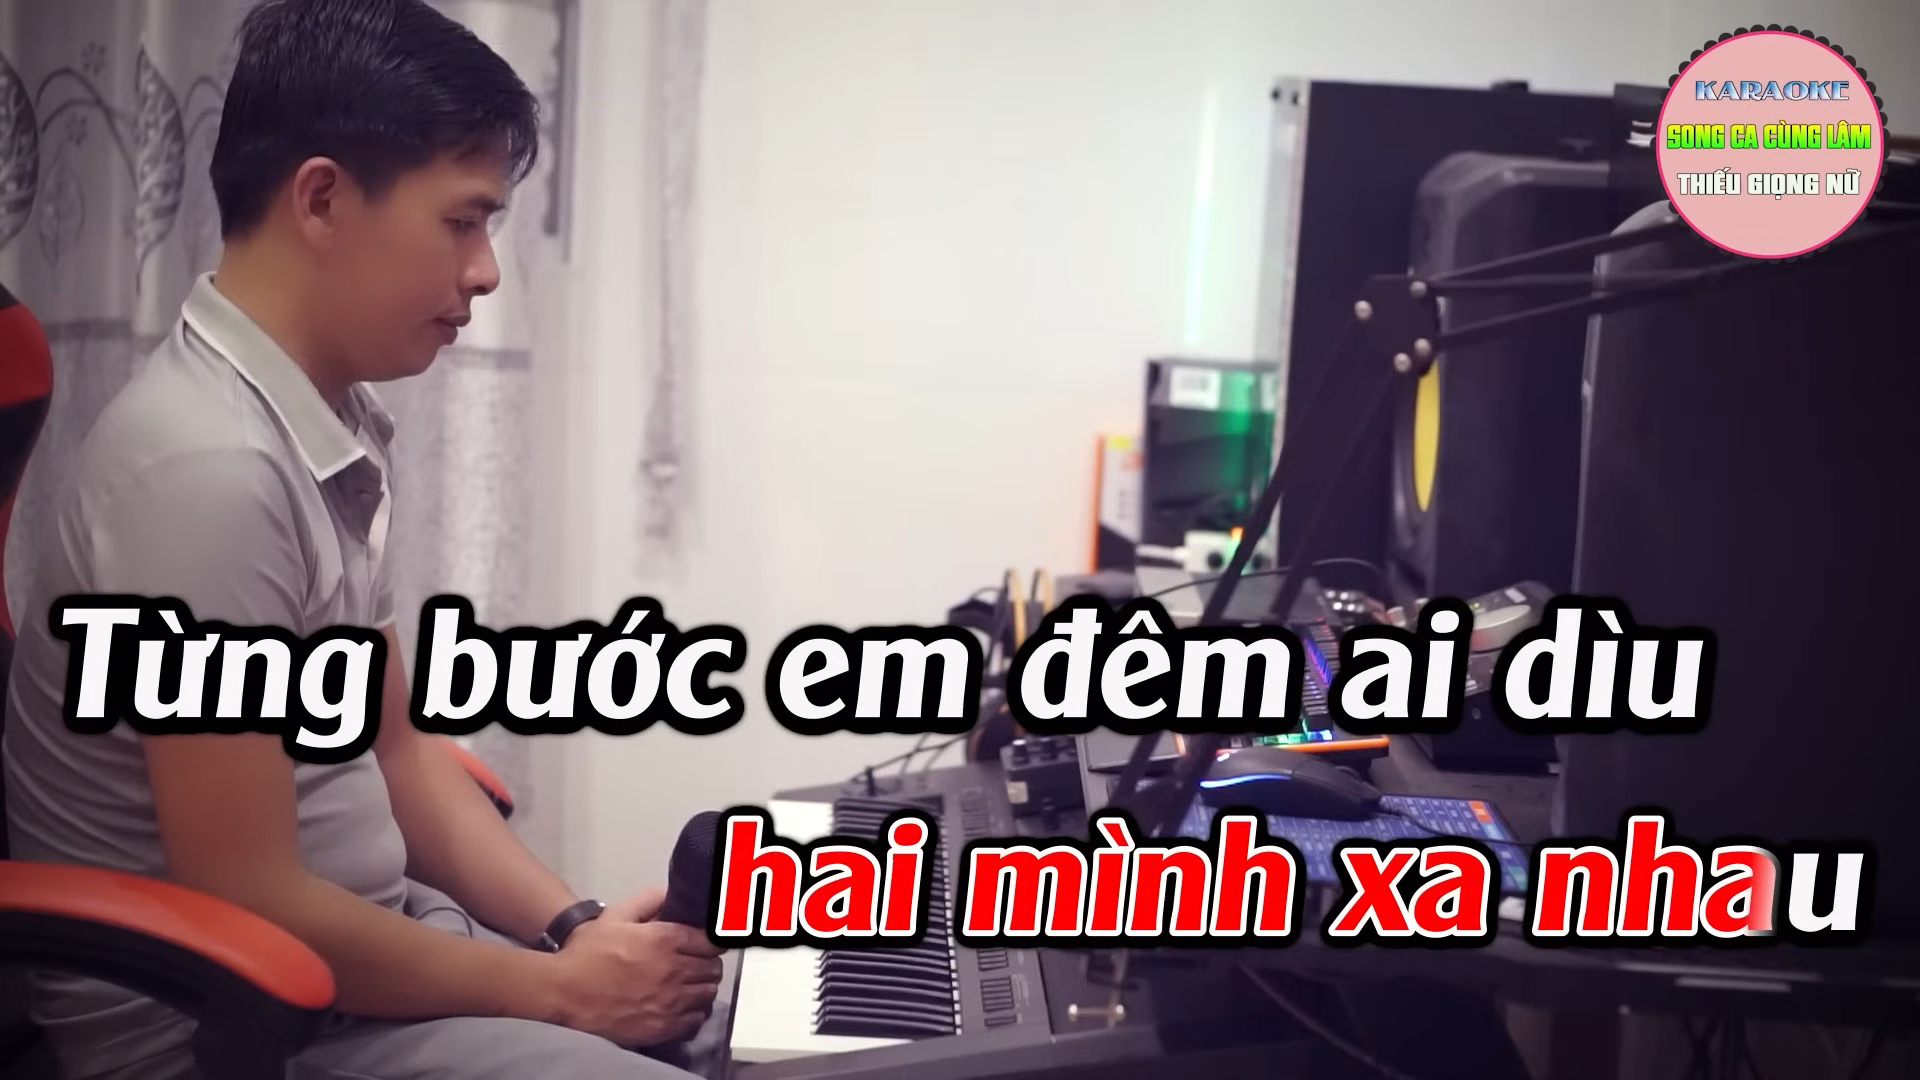 KARAOKE
SONG CA CÙNG LÂM
THIẾU GIỌNG NỮ
Từng bước em đêm ai dìu
hai mình xa nhau